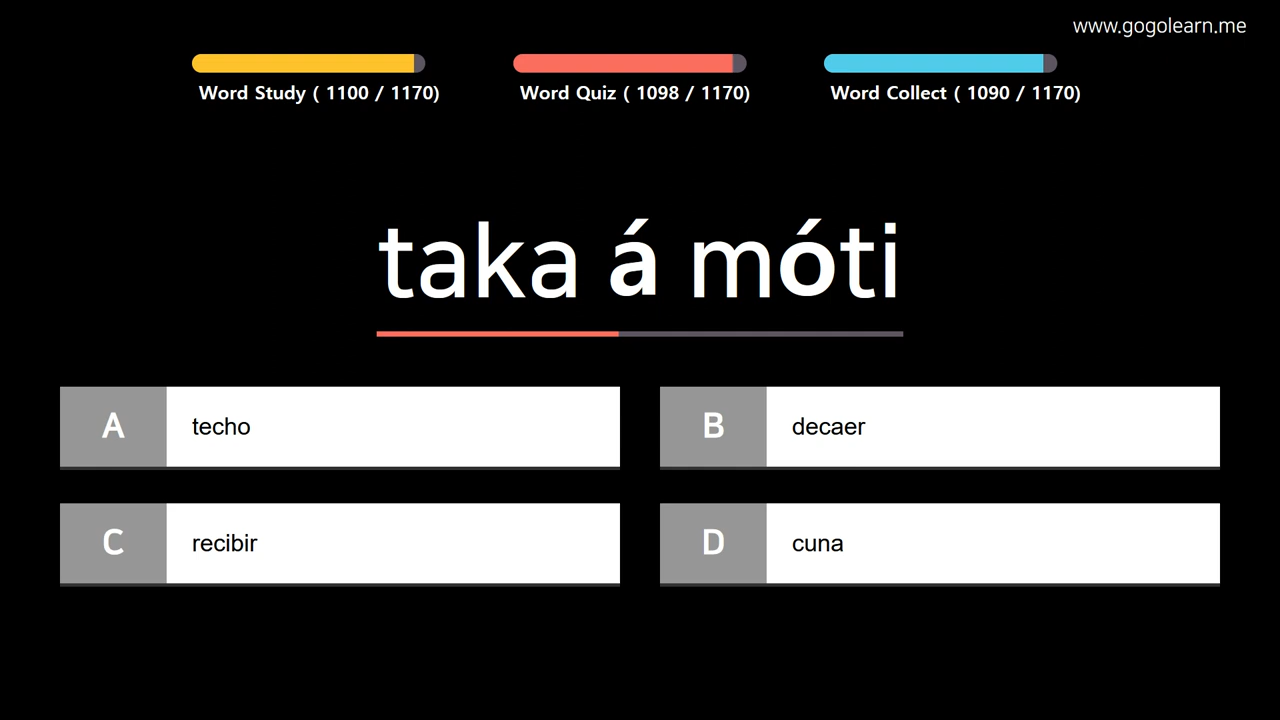 www.gogolearn.me
Word Study ( 1100 / 1170)
Word Quiz ( 1098 / 1170)
Word Collect ( 1090 / 1170)
taka á móti
A techo
B decaer
C recibir
D cuna